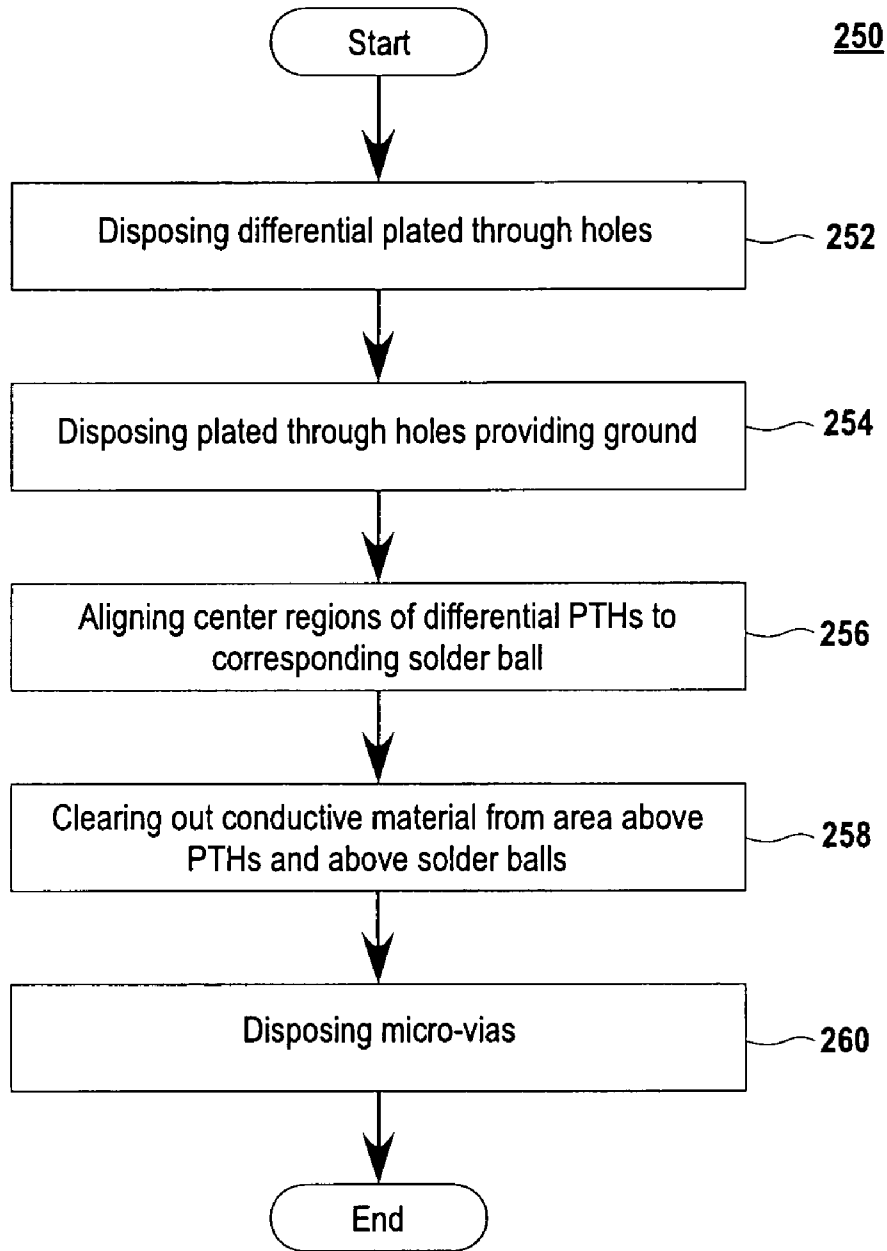 Start
250
Disposing differential plated through holes
252
Disposing plated through holes providing ground
254
Aligning center regions of differential PTHs to
corresponding solder ball
256
Clearing out conductive material from area above
PTHs and above solder balls
258
Disposing micro-vias
260
End